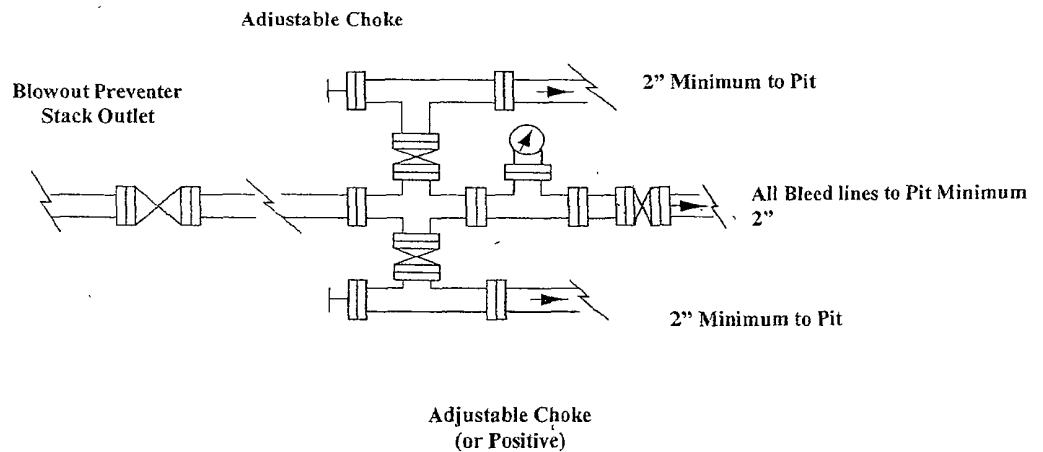 Adjustable Choke
Blowout Preventer
Stack Outlet
2” Minimum to Pit
All Bleed lines to Pit Minimum
2”
2” Minimum to Pit
Adjustable Choke
(or Positive)